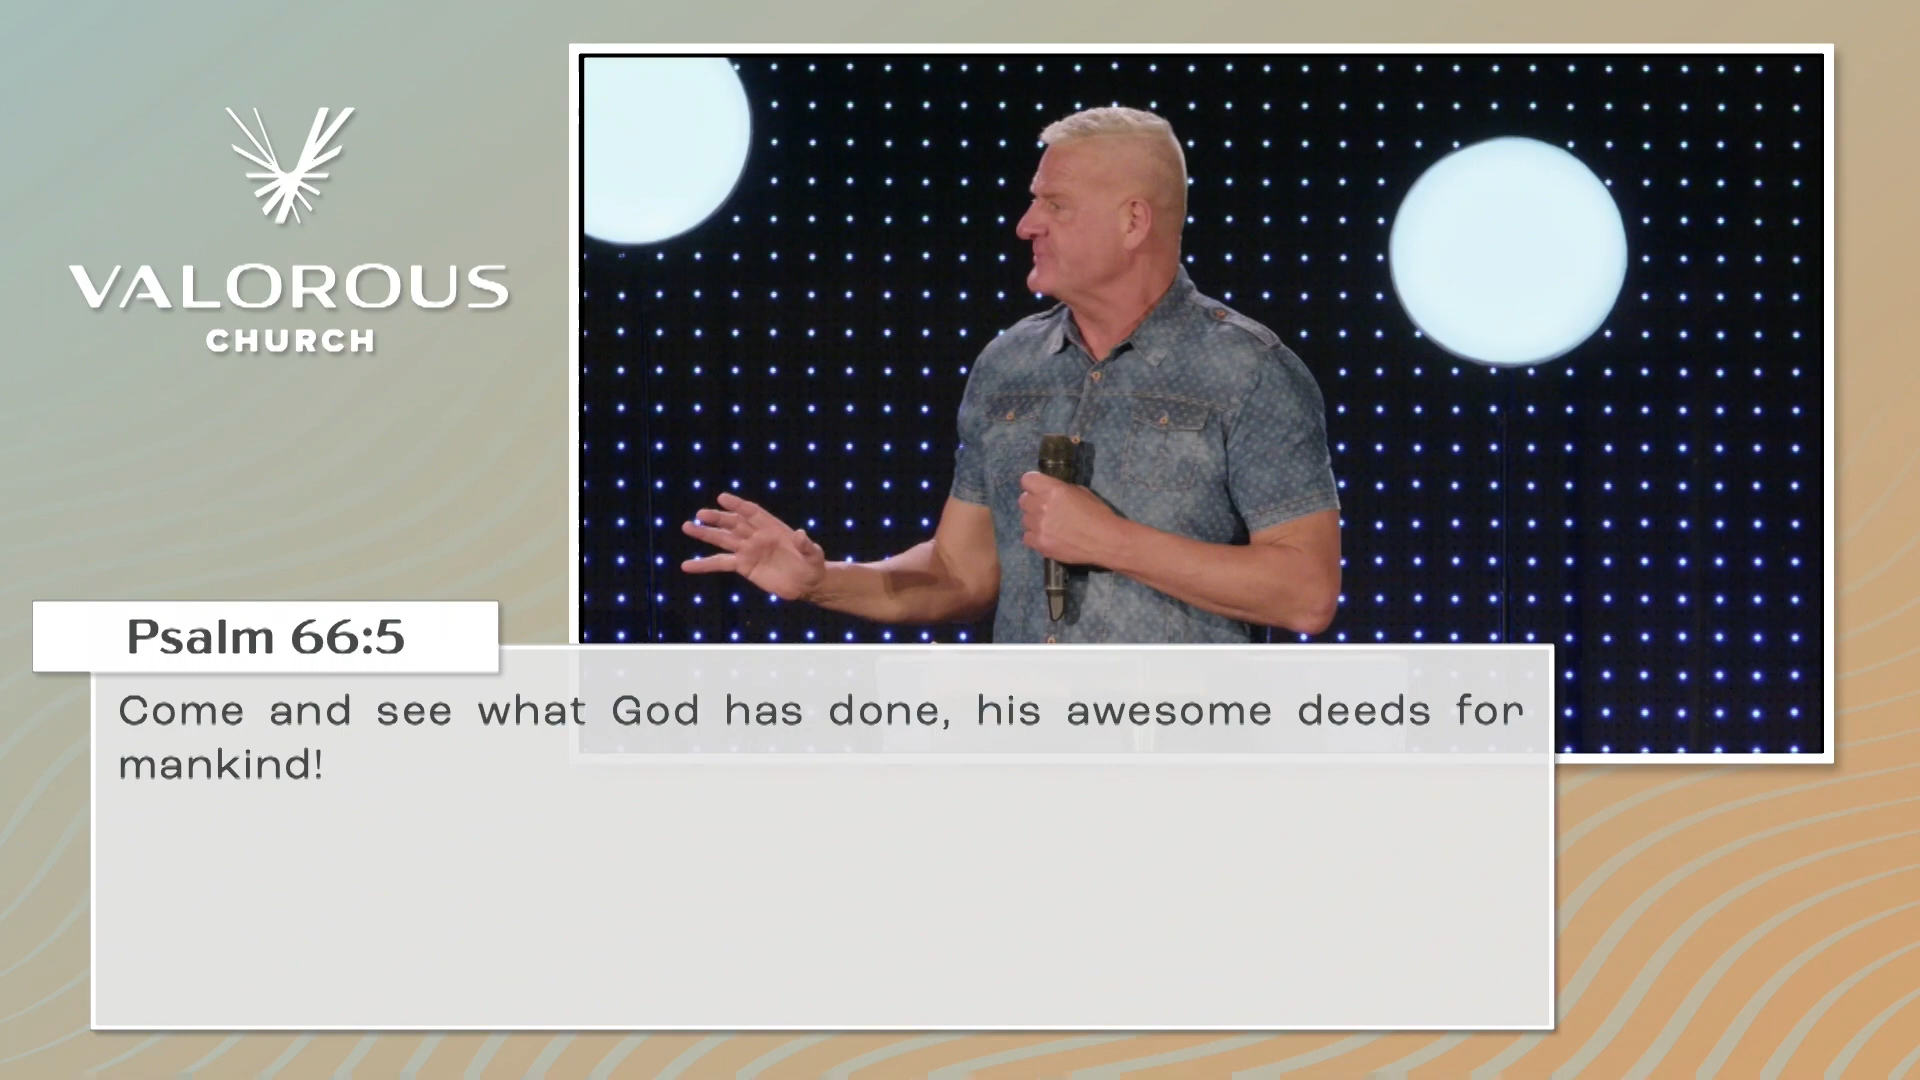 VALOROUS
CHURCH
Psalm 66:5
Come and see what God has done, his awesome deeds for
mankind!